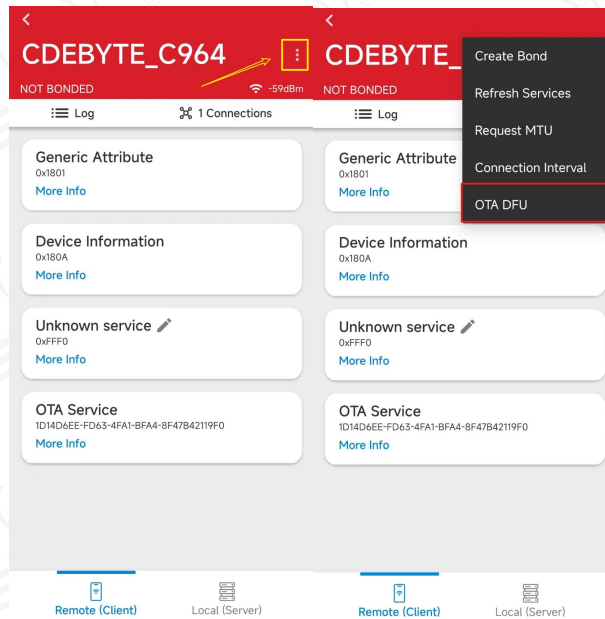 CDEBYTE_C964
NOT BONDED
-59dBm
Log
1 Connections
Generic Attribute
0x1801
More Info
Device Information
0x180A
More Info
Unknown service
0xFFF0
More Info
OTA Service
1D14D6EE-FD63-4FA1-BFA4-8F47B42119F0
More Info
Remote (Client)
Local (Server)
CDEBYTE_
NOT BONDED
Log
Create Bond
Refresh Services
Request MTU
Connection Interval
OTA DFU
Generic Attribute
0x1801
More Info
Device Information
0x180A
More Info
Unknown service
0xFFF0
More Info
OTA Service
1D14D6EE-FD63-4FA1-BFA4-8F47B42119F0
More Info
Remote (Client)
Local (Server)